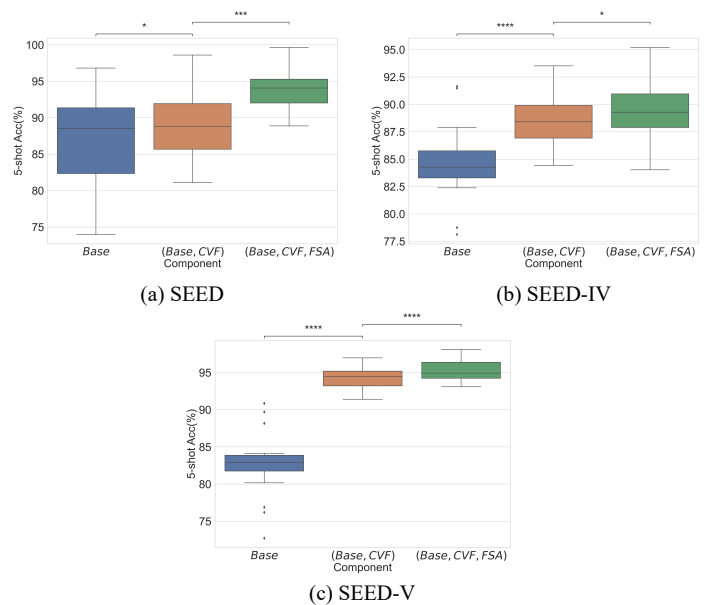 * ***
100
95
90
85
80
75
5-shot Acc(%)
Base (Base, CVF) (Base, CVF, FSA)
Component
(a) SEED
**** *
95.0
92.5
90.0
87.5
85.0
82.5
80.0
77.5
5-shot Acc(%)
Base (Base, CVF) (Base, CVF, FSA)
Component
(b) SEED-IV
**** ****
95
90
85
80
75
5-shot Acc(%)
Base (Base, CVF) (Base, CVF, FSA)
Component
(c) SEED-V